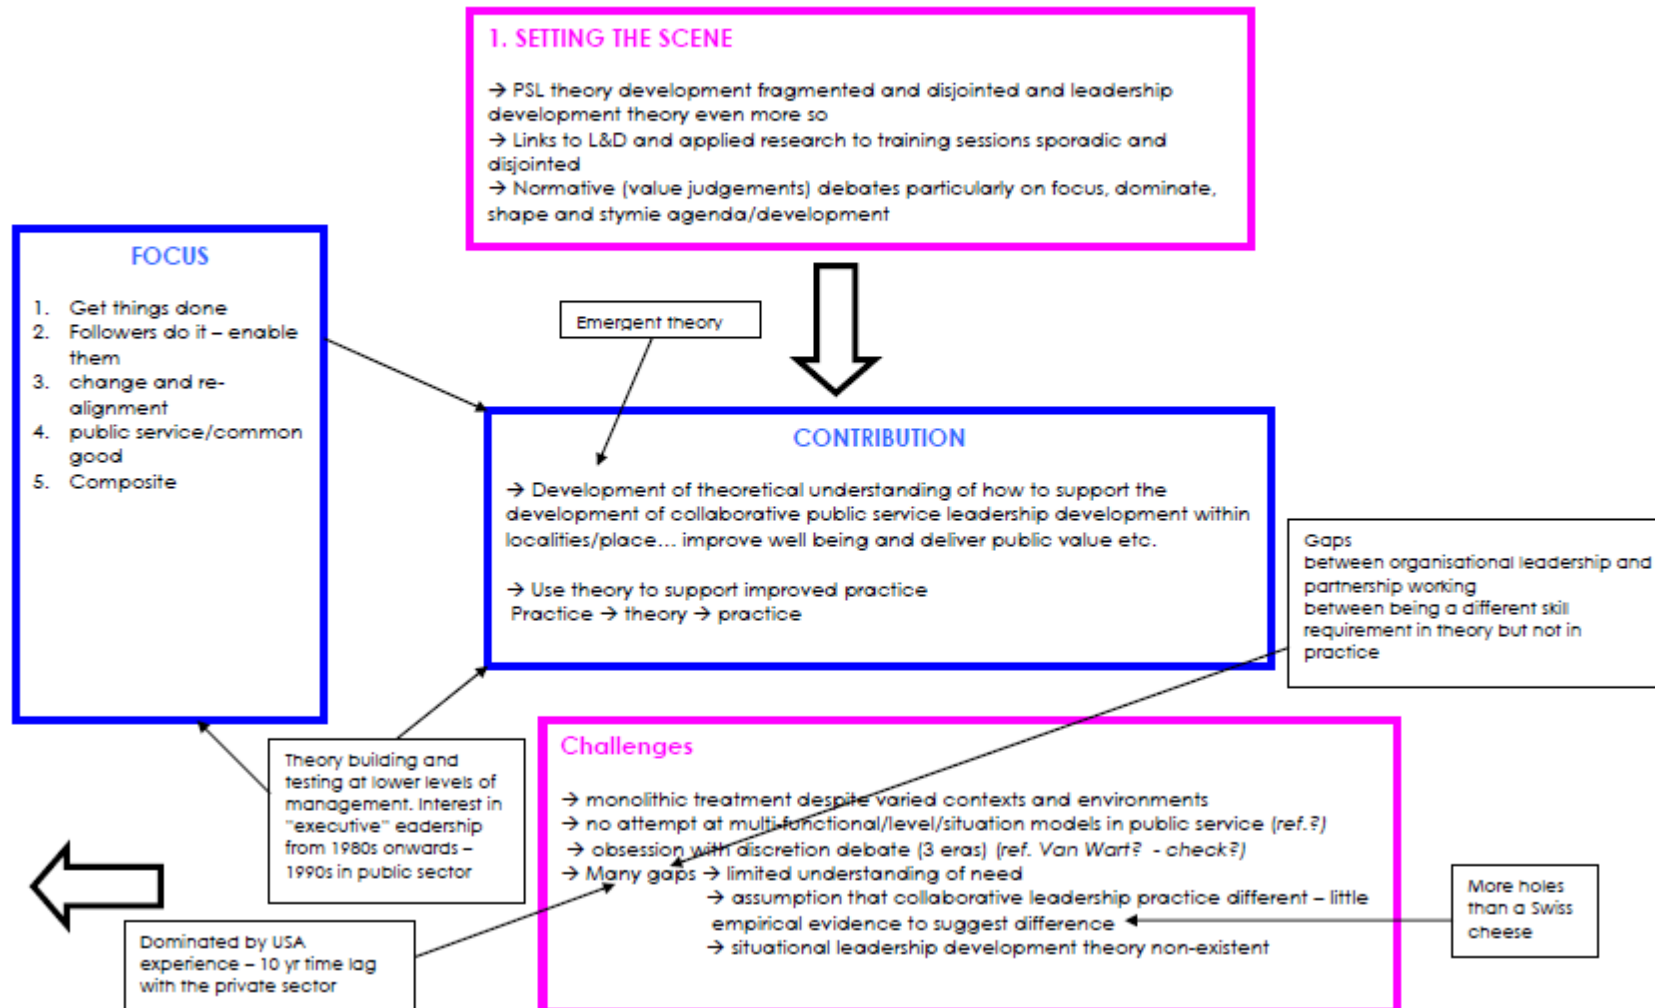 1. SETTING THE SCENE
→ PSL theory development fragmented and disjointed and leadership
development theory even more so
→ Links to L&D and applied research to training sessions sporadic and
disjointed
→ Normative (value judgements) debates particularly on focus, dominate,
shape and stymie agenda/development
FOCUS
1. Get things done
2. Followers do it – enable
them
3. change and re-
alignment
4. public service/common
good
5. Composite
Emergent theory
CONTRIBUTION
→ Development of theoretical understanding of how to support the
development of collaborative public service leadership development within
localities/place... improve well being and deliver public value etc.
→ Use theory to support improved practice
Practice → theory → practice
Gaps
between organisational leadership and
partnership working
between being a different skill
requirement in theory but not in
practice
Theory building and
testing at lower levels of
management. Interest in
"executive" eadership
from 1980s onwards –
1990s in public sector
Challenges
→ monolithic treatment despite varied contexts and environments
→ no attempt at multi-functional/level/situation models in public service (ref.?)
→ obsession with discretion debate (3 eras) (ref. Van Wart? - check?)
→ Many gaps → limited understanding of need
→ assumption that collaborative leadership practice different – little
empirical evidence to suggest difference
→ situational leadership development theory non-existent
More holes
than a Swiss
cheese
Dominated by USA
experience – 10 yr time lag
with the private sector